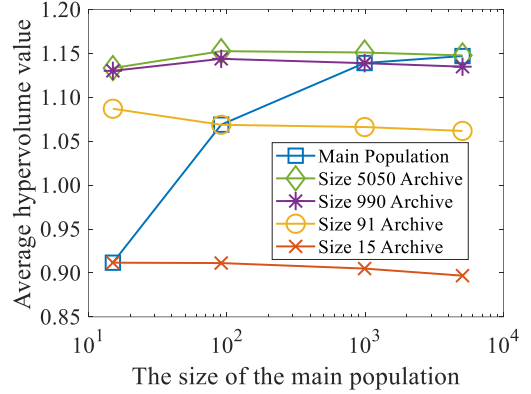 1.20
1.15
1.10
1.05
1.00
0.95
0.90
0.85
Average hypervolume value
Main Population
Size 5050 Archive
Size 990 Archive
Size 91 Archive
Size 15 Archive
10^1 10^2 10^3 10^4
The size of the main population